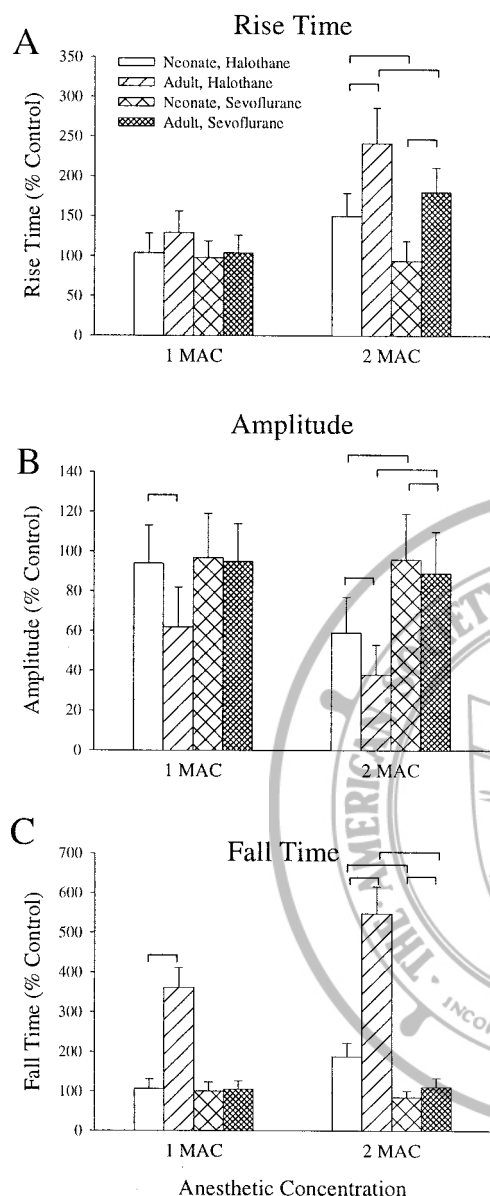 A
Rise Time
Rise Time (% Control)
350
300
250
200
150
100
50
0
Neonate, Halothane
Adult, Halothane
Neonate, Sevoflurane
Adult, Sevoflurane
1 MAC
2 MAC
B
Amplitude
Amplitude (% Control)
140
120
100
80
60
40
20
0
1 MAC
2 MAC
C
Fall Time
Fall Time (% Control)
700
600
500
400
300
200
100
0
1 MAC
2 MAC
Anesthetic Concentration
THE AMERICAN SOCIETY